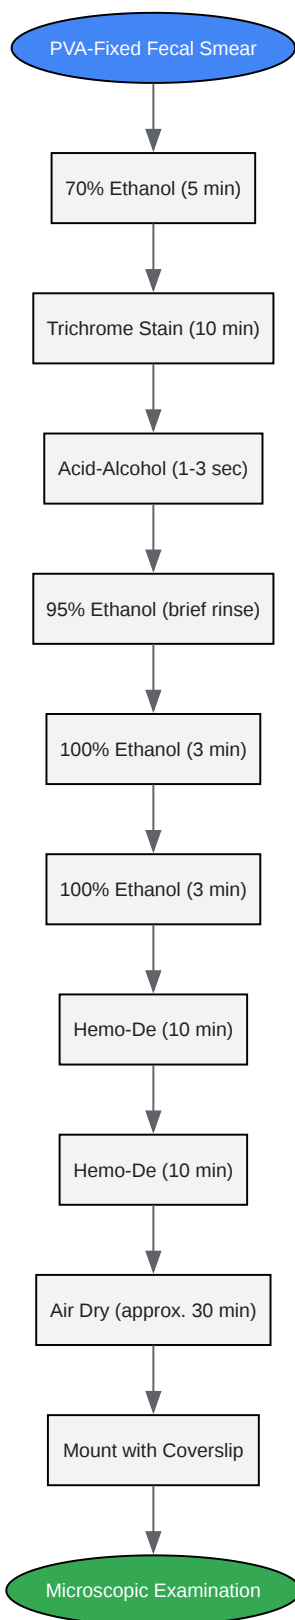 PVA-Fixed Fecal Smear
70% Ethanol (5 min)
Trichrome Stain (10 min)
Acid-Alcohol (1-3 sec)
95% Ethanol (brief rinse)
100% Ethanol (3 min)
100% Ethanol (3 min)
Hemo-De (10 min)
Hemo-De (10 min)
Air Dry (approx. 30 min)
Mount with Coverslip
Microscopic Examination